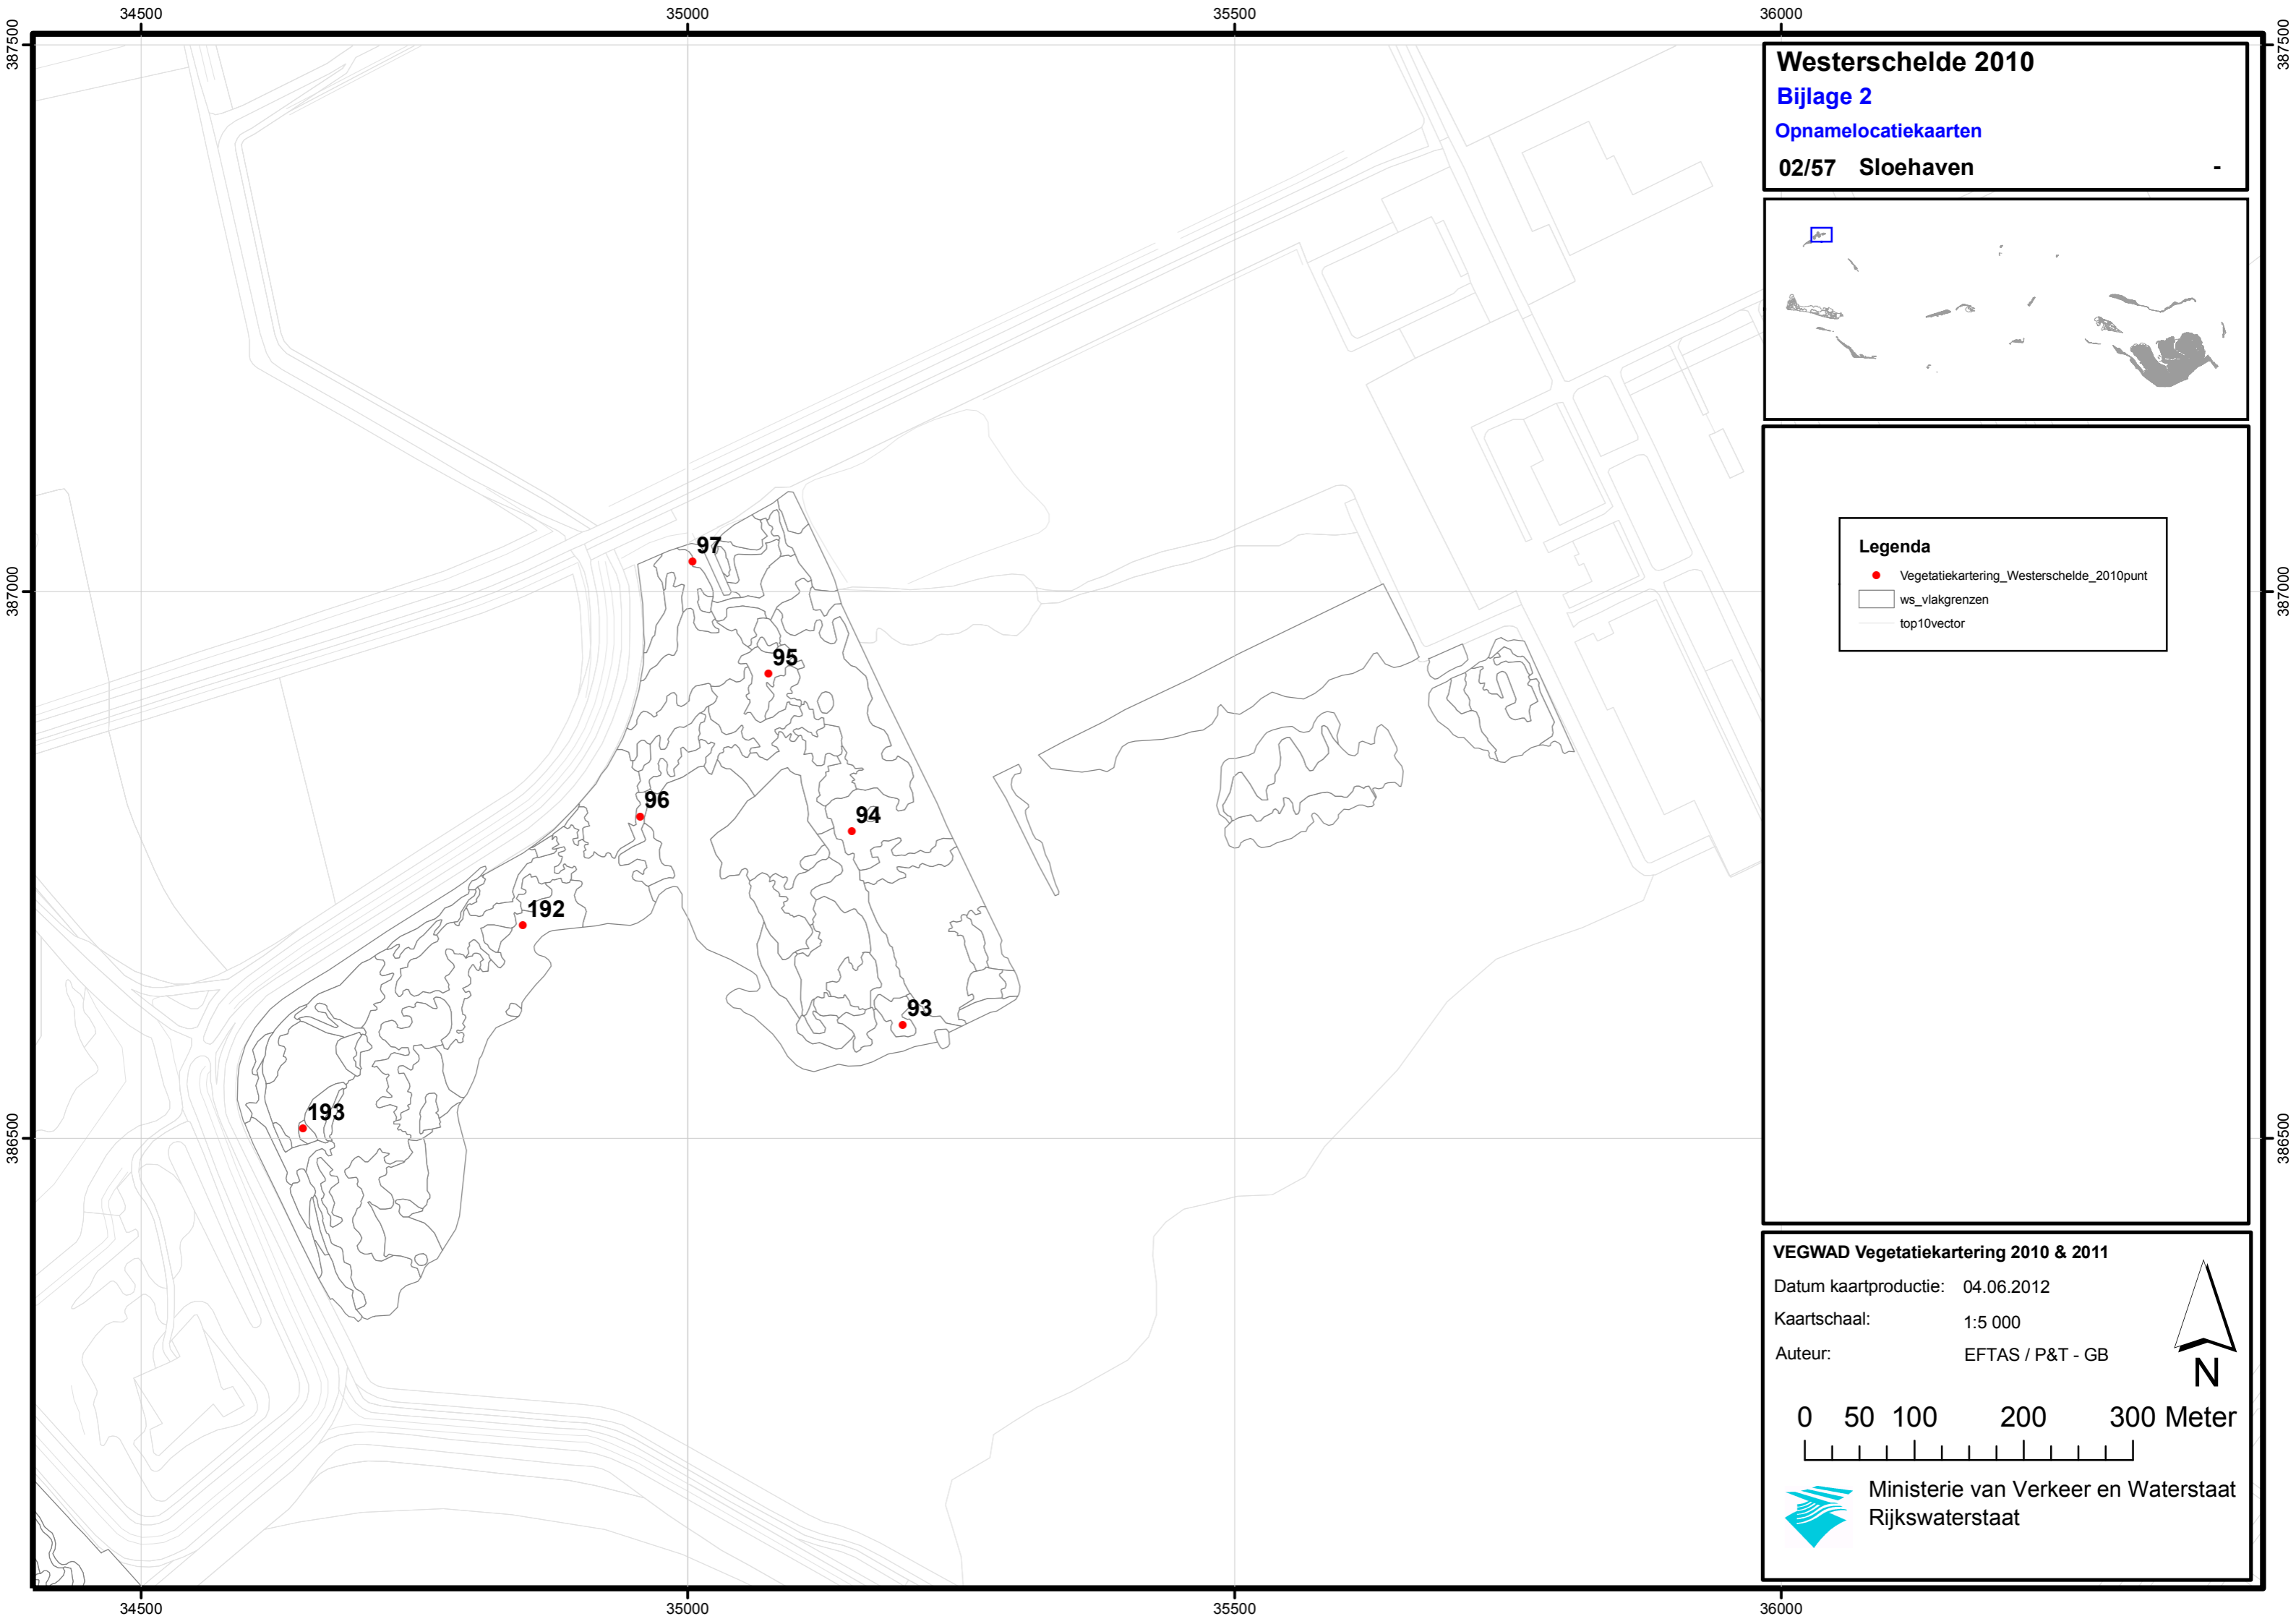 34500 35000 35500 36000
387500 387500
Westerschelde 2010
Bijlage 2
Opnamelocatiekaarten
02/57 Sloehaven -
97
Legenda
Vegetatiekartering_Westerschelde_2010punt
ws_vlakgrenzen
top10vector
387000 387000
95
96
94
192
93
193
386500 386500
VEGWAD Vegetatiekartering 2010 & 2011
Datum kaartproductie: 04.06.2012
Kaartschaal: 1:5 000
Auteur: EFTAS / P&T - GB
N
0 50 100 200 300 Meter
Ministerie van Verkeer en Waterstaat
Rijkswaterstaat
34500 35000 35500 36000